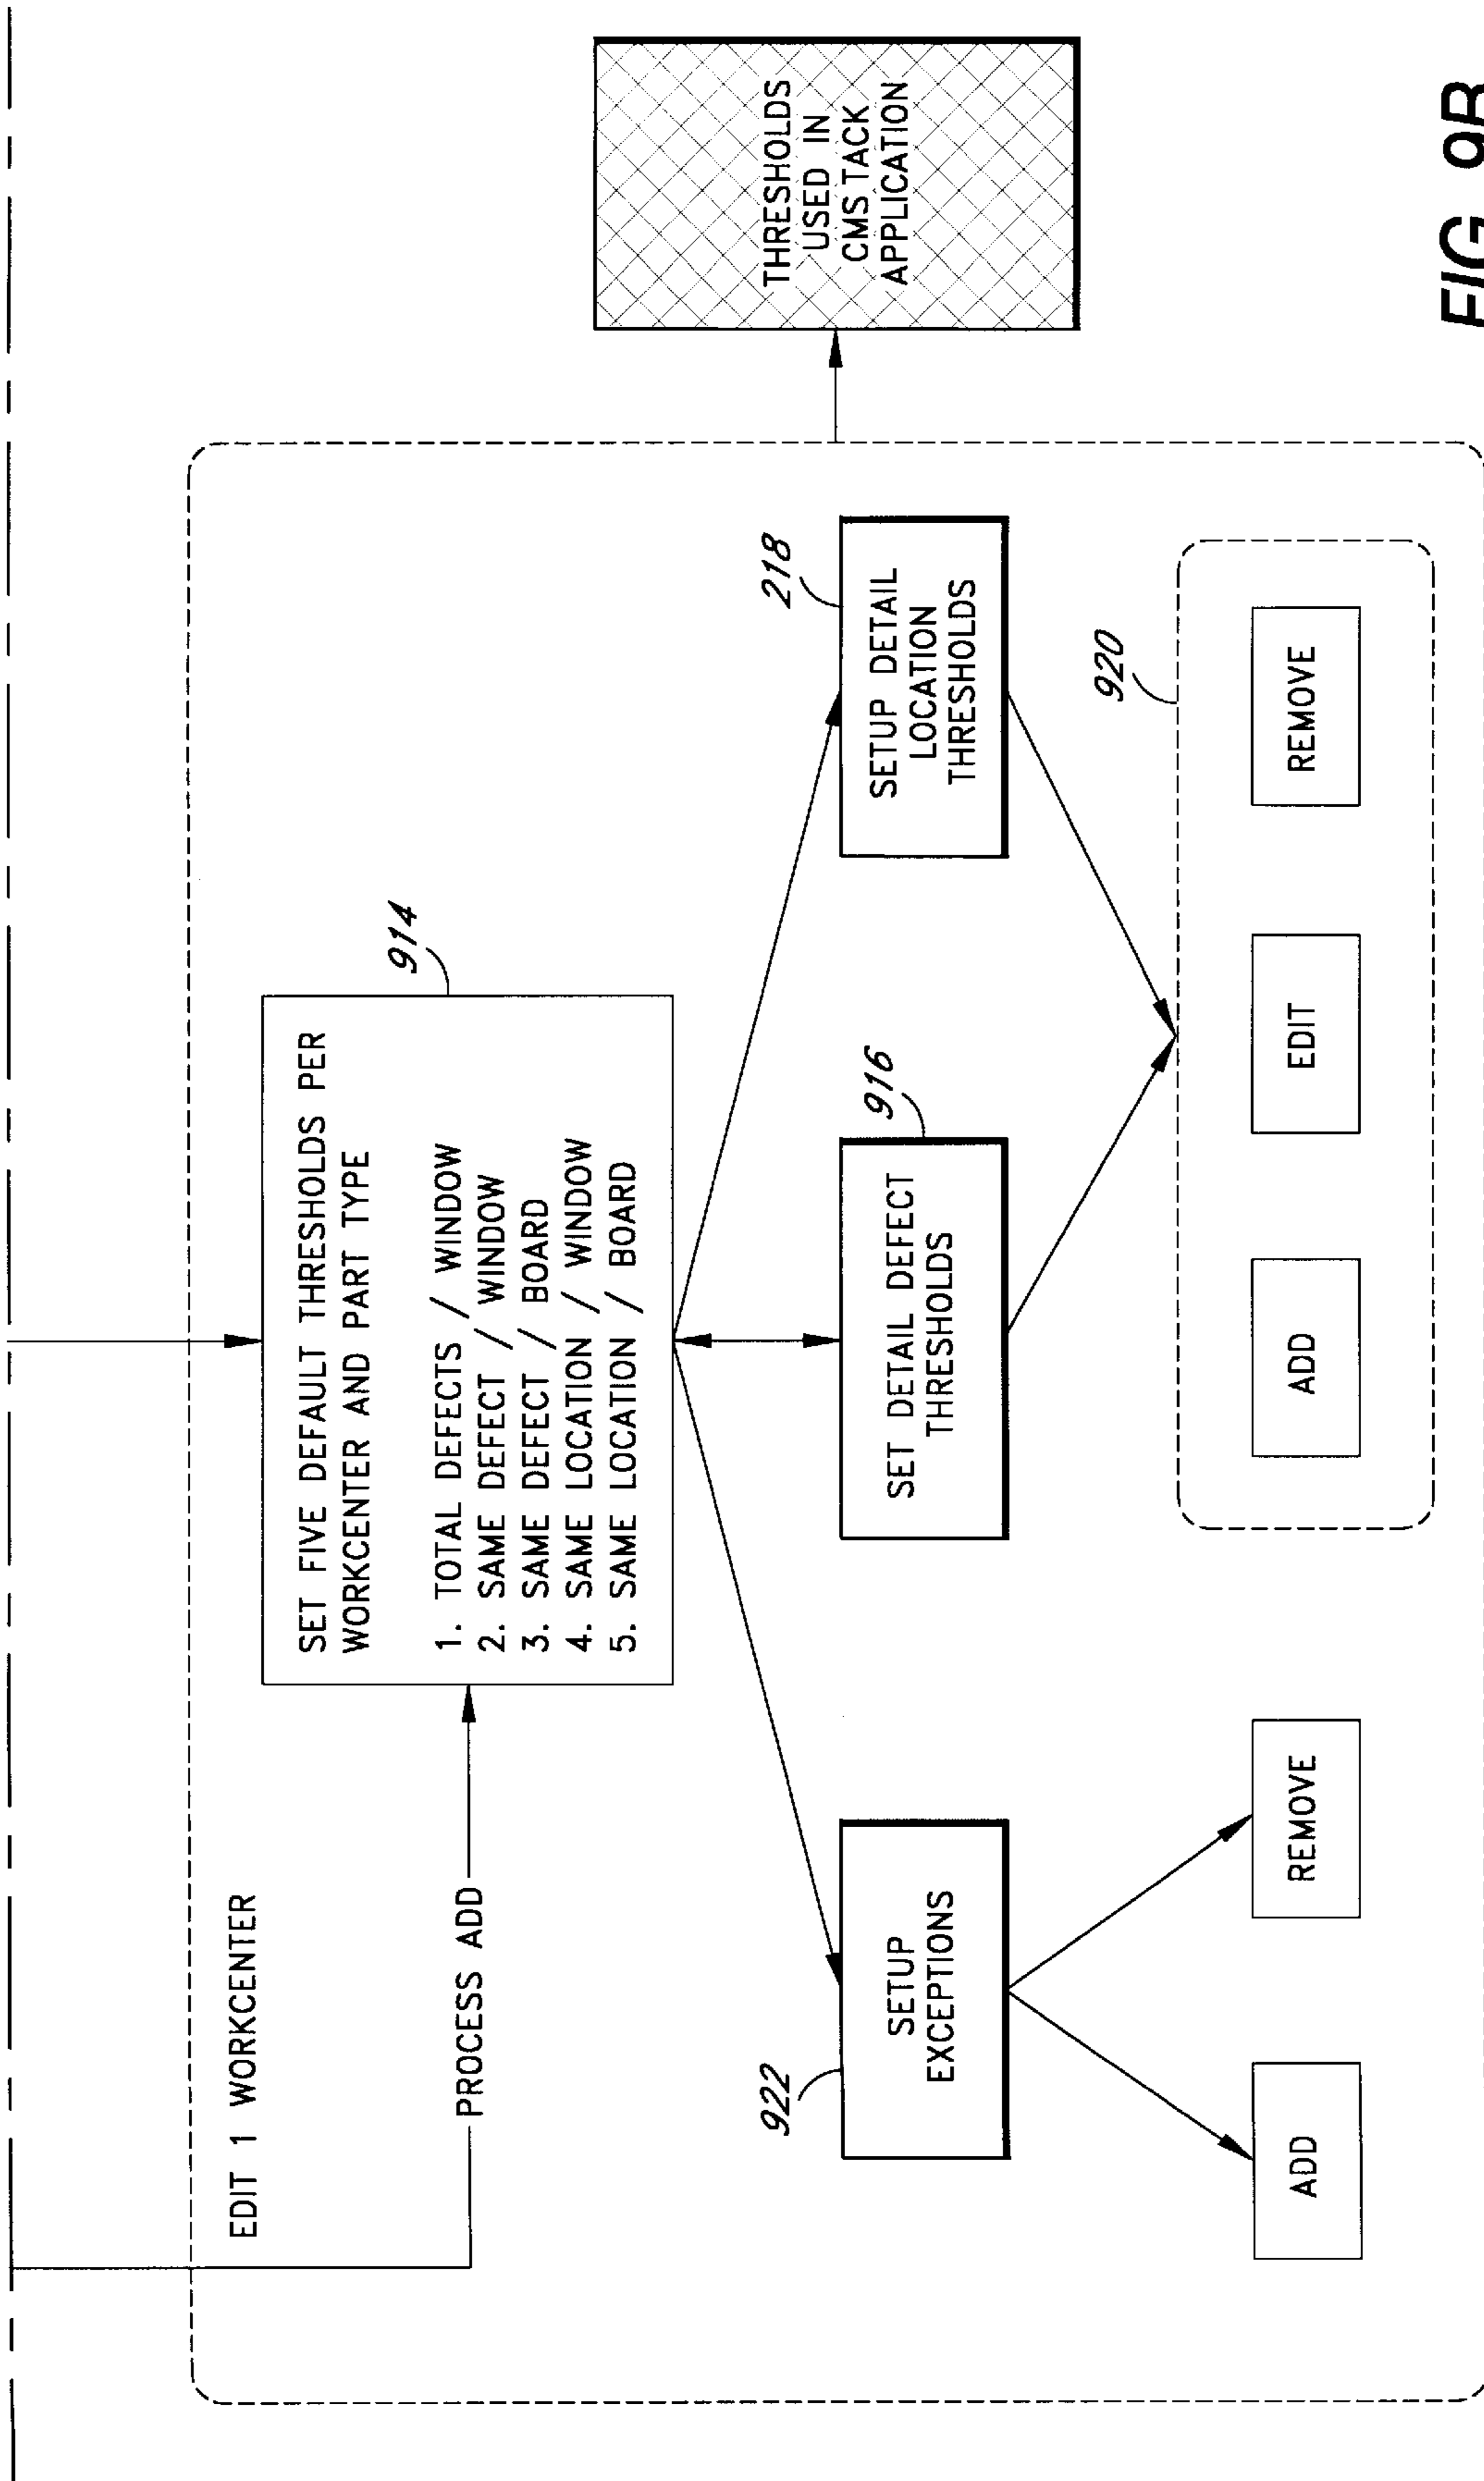 EDIT 1 WORKCENTER
PROCESS ADD
914
SET FIVE DEFAULT THRESHOLDS PER
WORKCENTER AND PART TYPE
1. TOTAL DEFECTS / WINDOW
2. SAME DEFECT / WINDOW
3. SAME DEFECT / BOARD
4. SAME LOCATION / WINDOW
5. SAME LOCATION / BOARD
922
SETUP
EXCEPTIONS
916
SET DETAIL DEFECT
THRESHOLDS
218
SETUP DETAIL
LOCATION
THRESHOLDS
THRESHOLDS
USED IN
CMS TACK
APPLICATION
ADD
REMOVE
920
ADD
EDIT
REMOVE
FIG. 9B